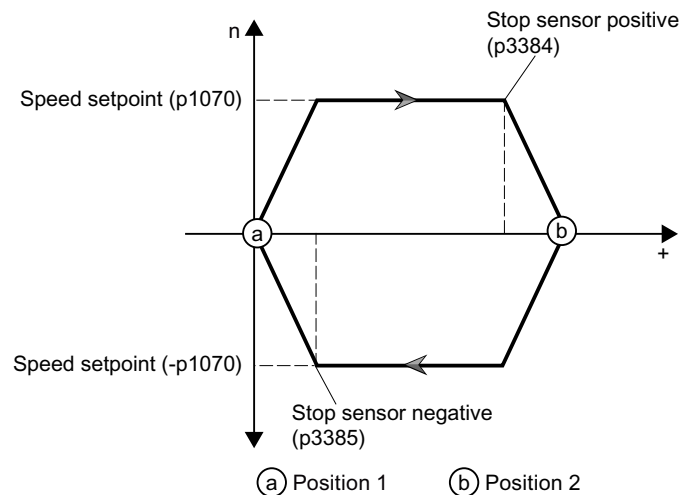 n
Stop sensor positive
(p3384)
Speed setpoint (p1070)
a
b
+
Speed setpoint (-p1070)
Stop sensor negative
(p3385)
a Position 1
b Position 2